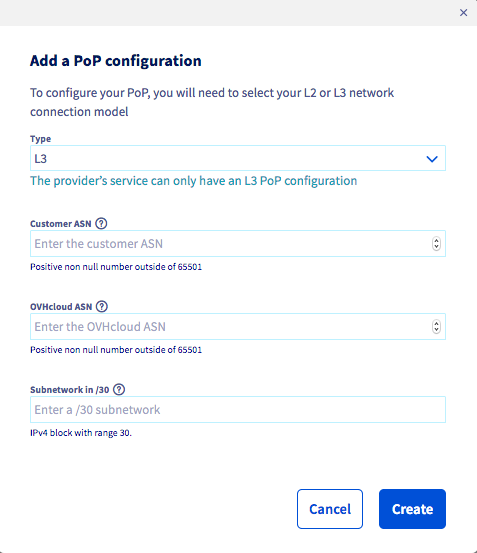 ×
Add a PoP configuration
To configure your PoP, you will need to select your L2 or L3 network
connection model
Type
L3
The provider's service can only have an L3 PoP configuration
Customer ASN ?
Enter the customer ASN
Positive non null number outside of 65501
OVHcloud ASN ?
Enter the OVHcloud ASN
Positive non null number outside of 65501
Subnetwork in /30 ?
Enter a /30 subnetwork
IPv4 block with range 30.
Cancel Create